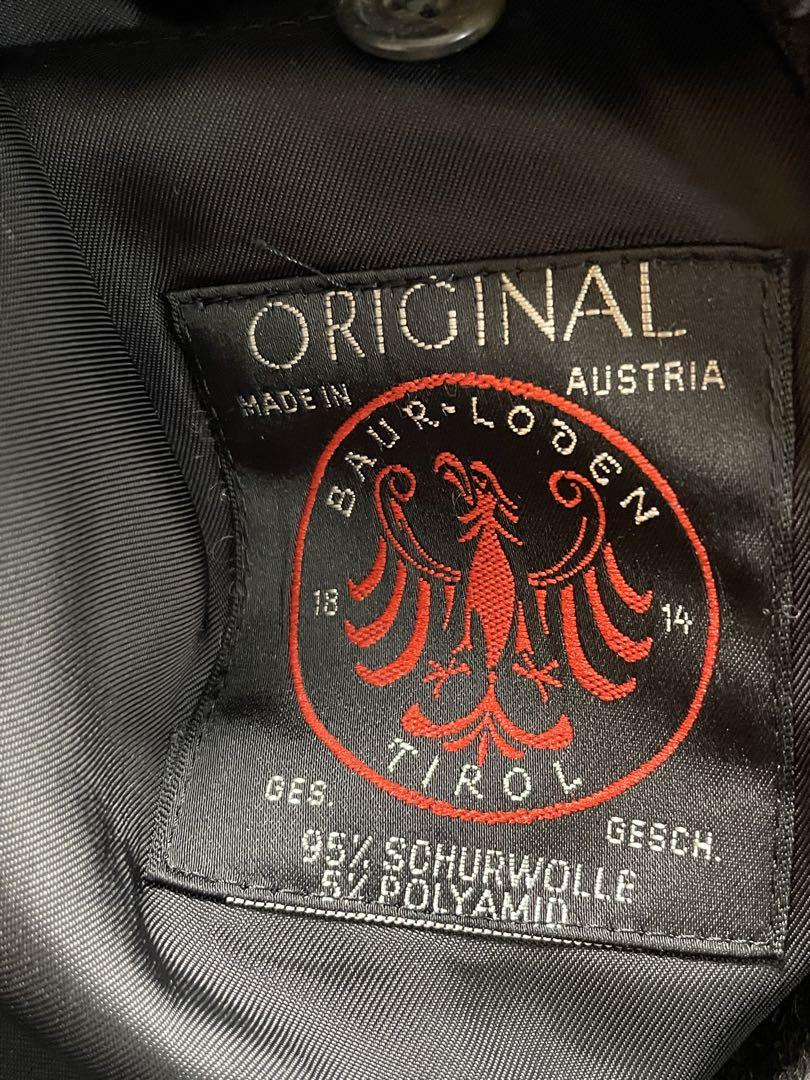 ORIGINAL
MADE IN AUSTRIA
BAUR-LODEN
18 14
TIROL
GES. GESCH.
95% SCHURWOLLE
5% POLYAMID